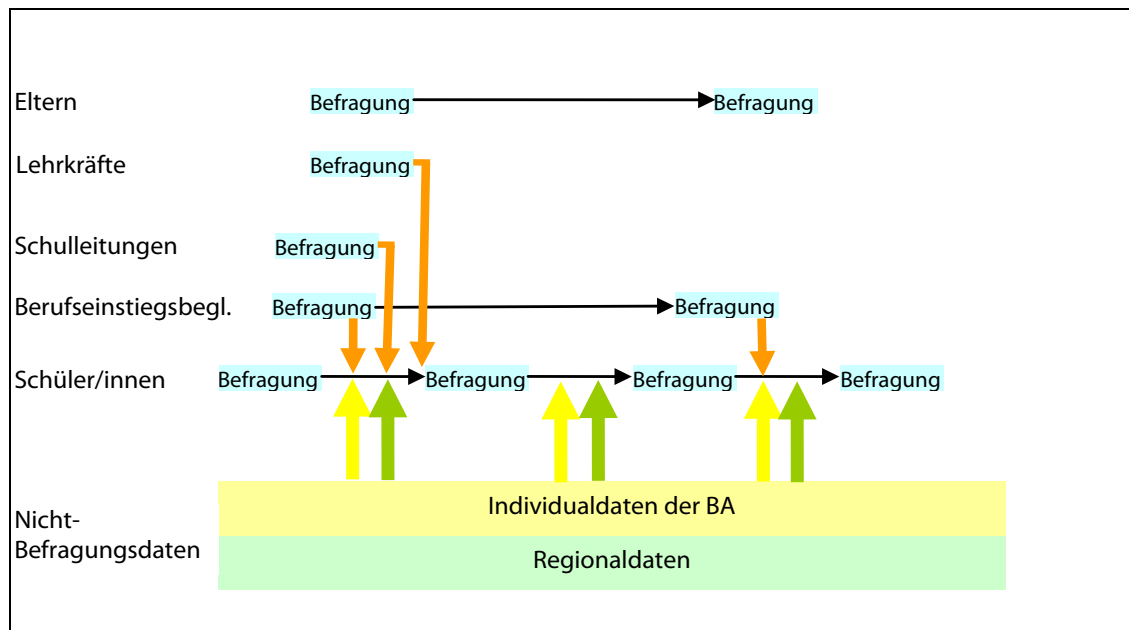 Eltern Befragung Befragung
Lehrkräfte Befragung
Schulleitungen Befragung
Berufseinstiegsbegl. Befragung Befragung
Schüler/innen Befragung Befragung Befragung Befragung
Individualdaten der BA
Nicht-
Befragungsdaten
Regionaldaten